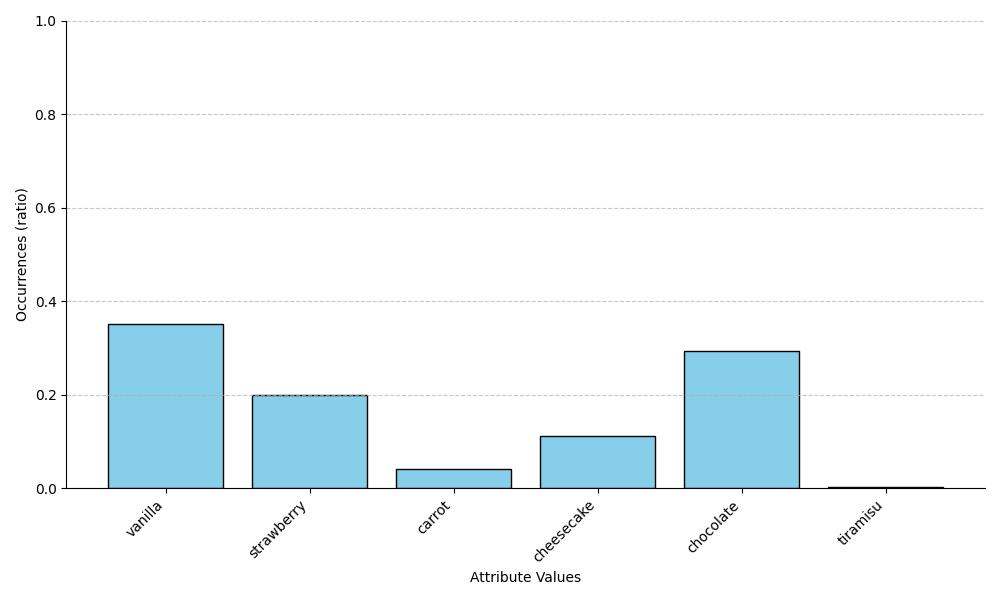 1.0
0.8
0.6
0.4
0.2
0.0
Occurrences (ratio)
vanilla
strawberry
carrot
cheesecake
chocolate
tiramisu
Attribute Values